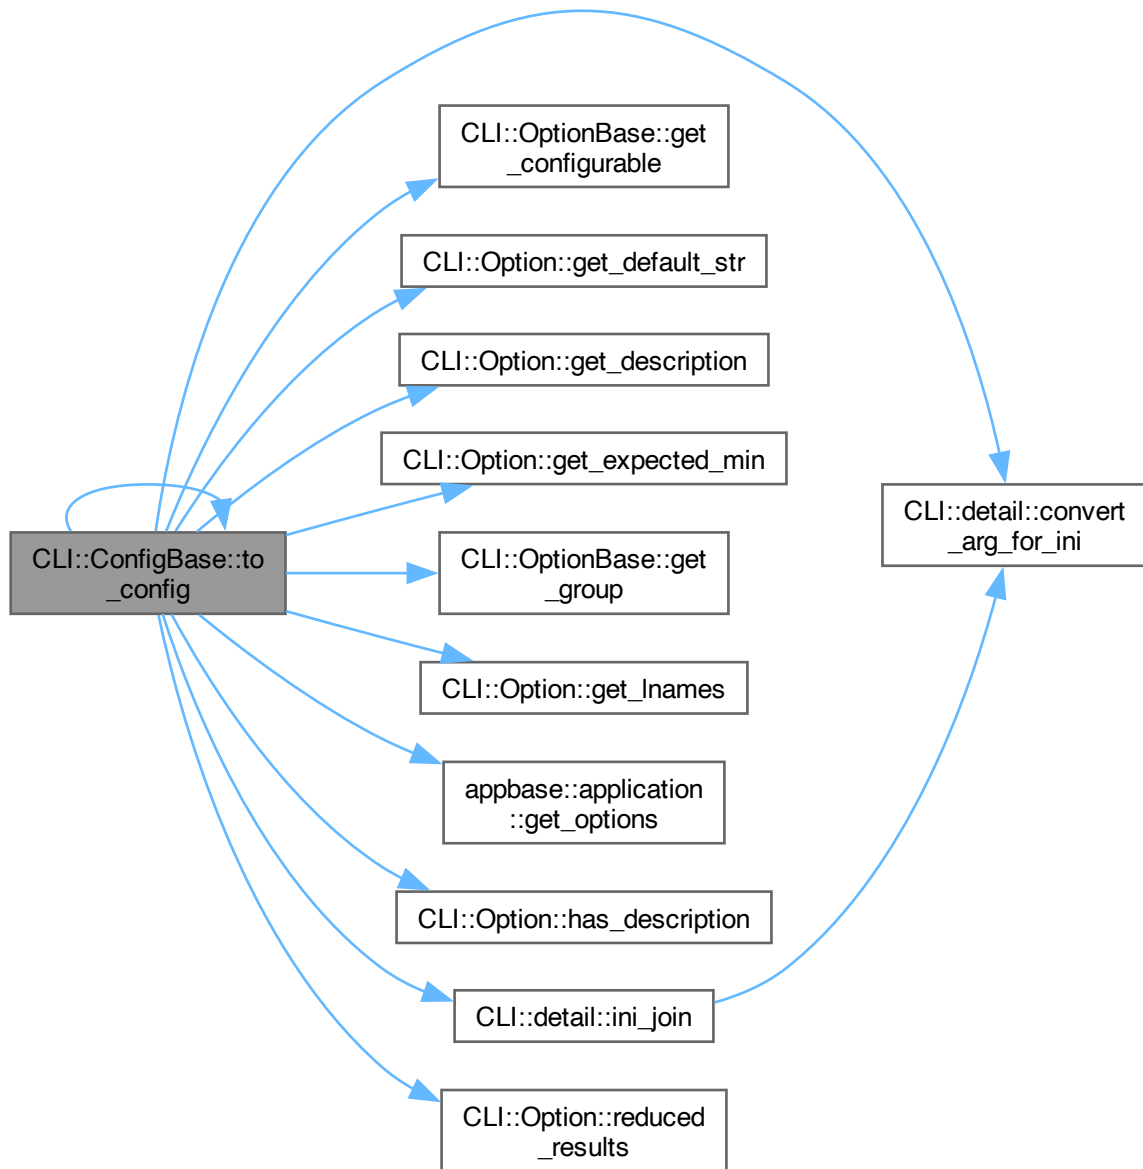 CLI::OptionBase::get
_configurable
CLI::Option::get_default_str
CLI::Option::get_description
CLI::Option::get_expected_min
CLI::ConfigBase::to
_config
CLI::OptionBase::get
_group
CLI::Option::get_lnames
appbase::application
::get_options
CLI::Option::has_description
CLI::detail::ini_join
CLI::Option::reduced
_results
CLI::detail::convert
_arg_for_ini